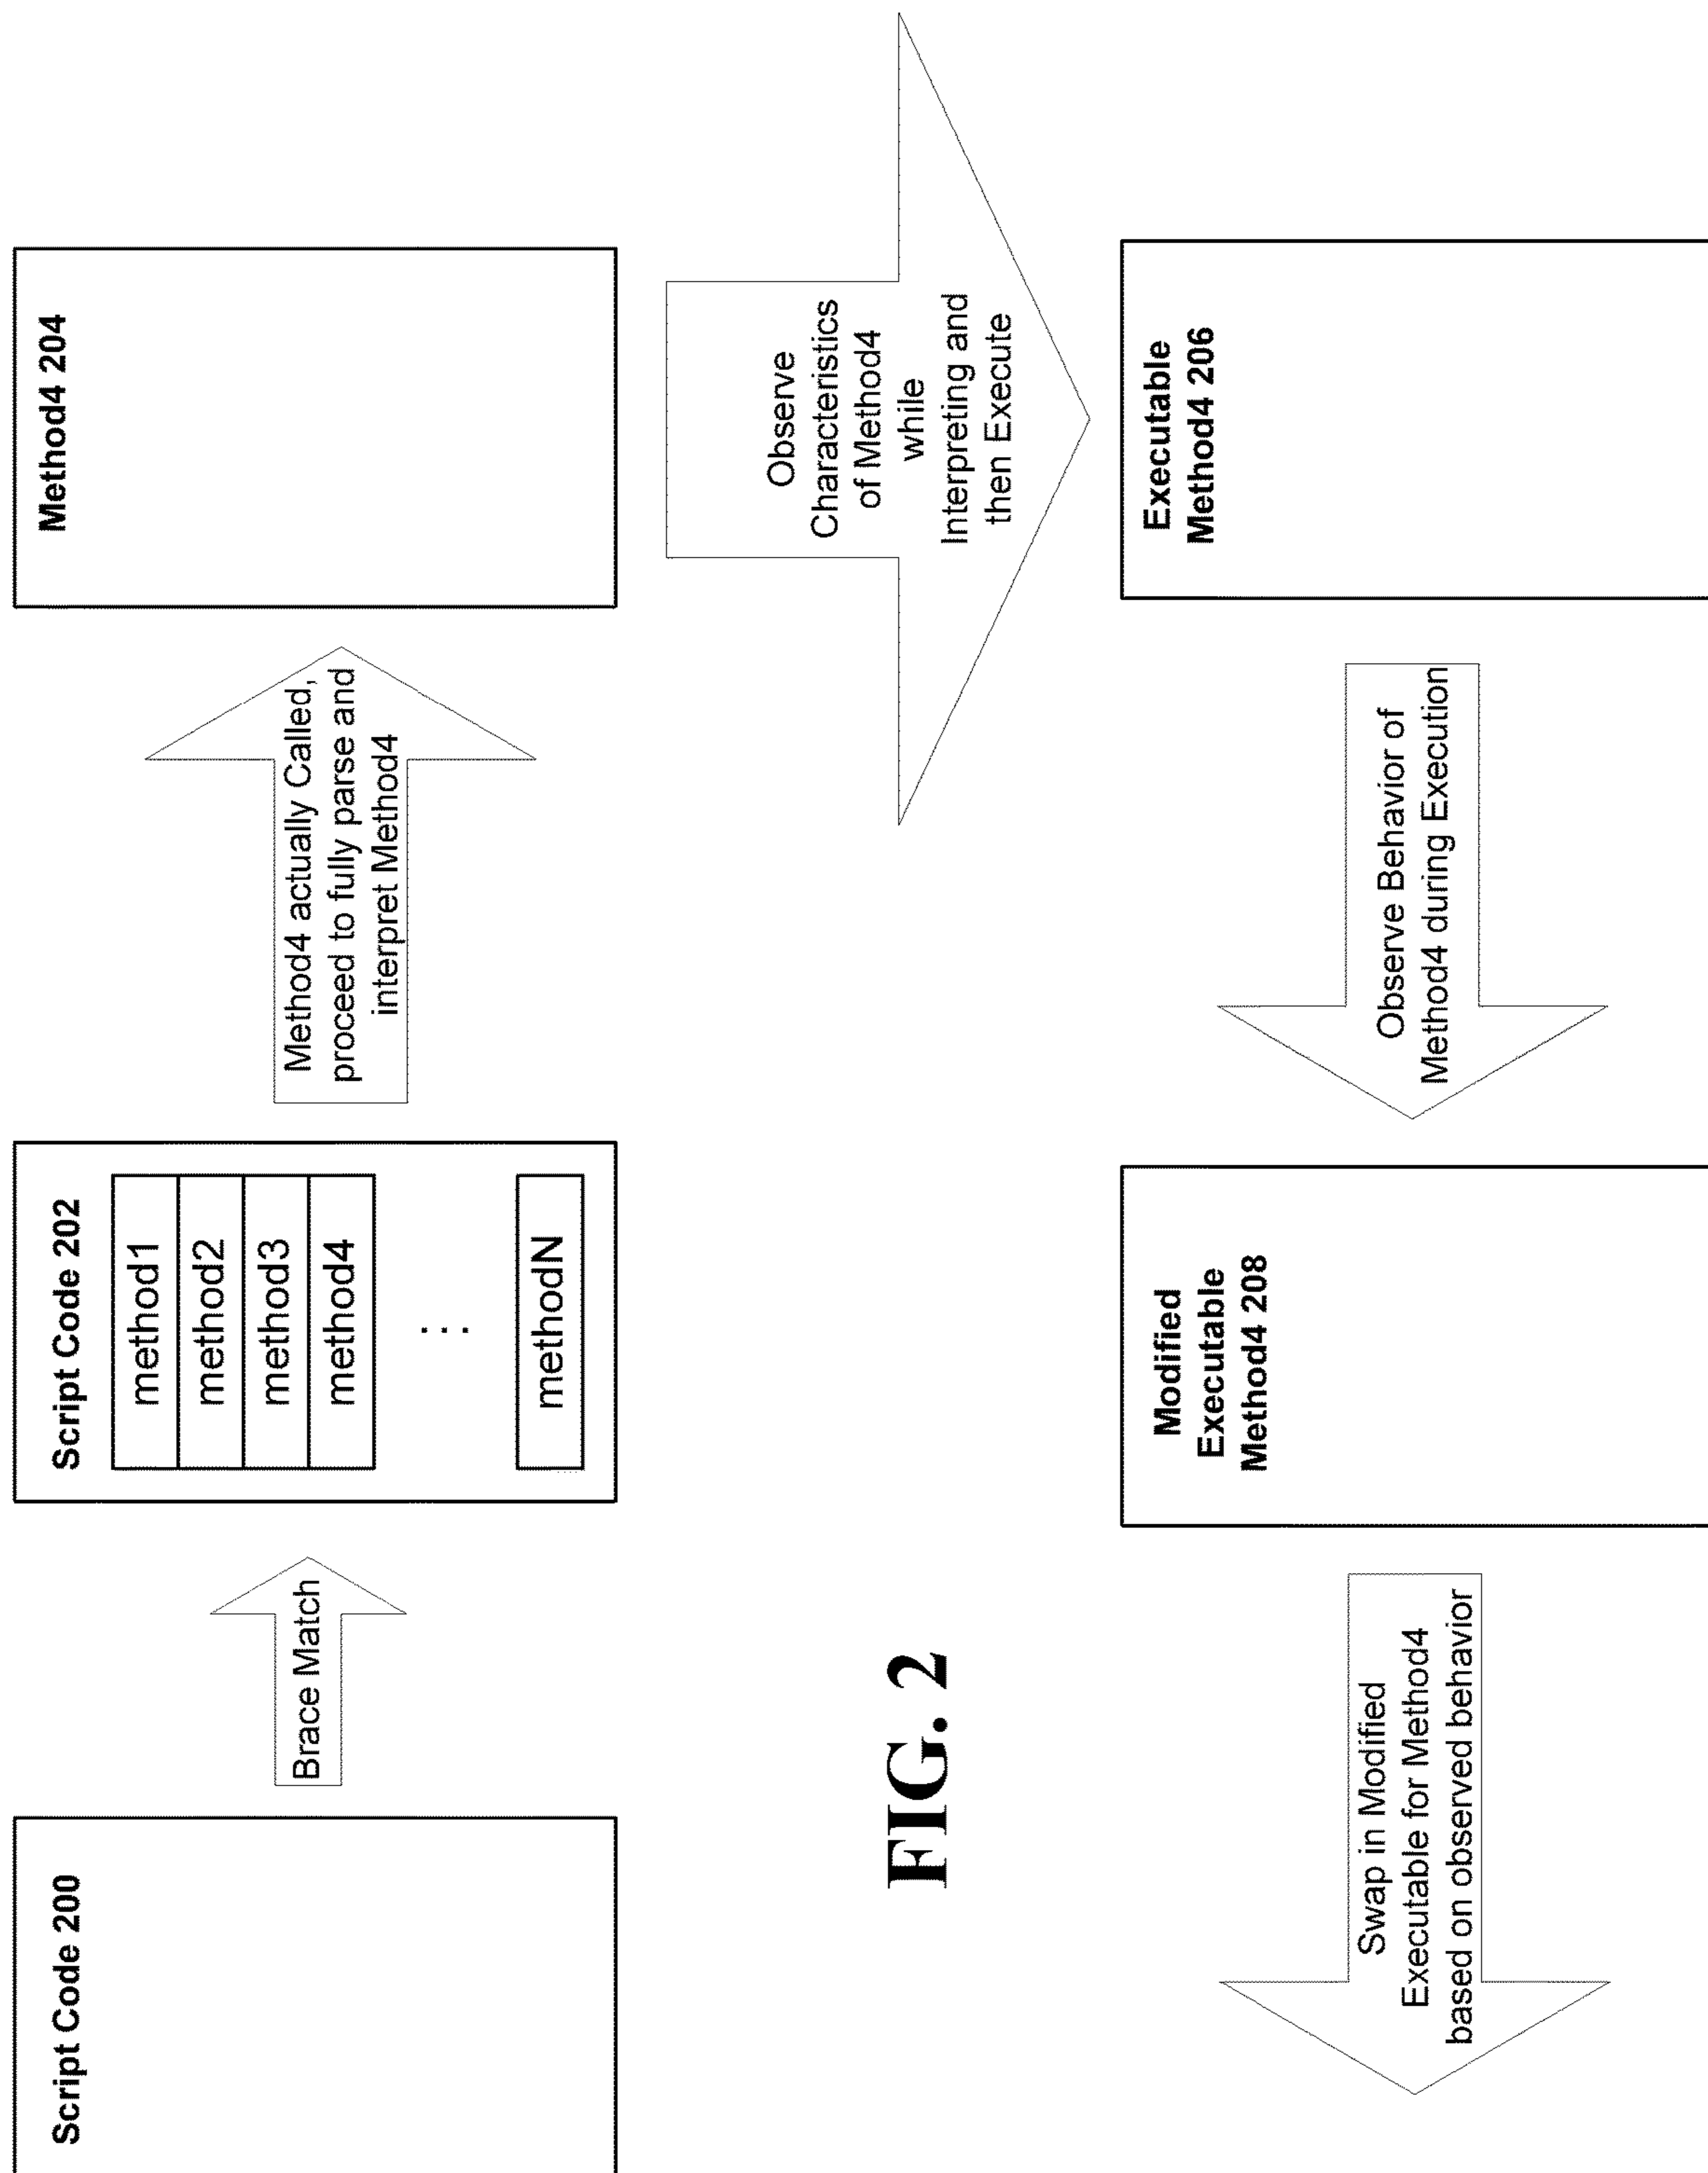 Script Code 200
Brace Match
Script Code 202
method1
method2
method3
method4
...
methodN
Method4 actually Called,
proceed to fully parse and
interpret Method4
Method4 204
Observe
Characteristics
of Method4
while
Interpreting and
then Execute
Executable
Method4 206
Observe Behavior of
Method4 during Execution
Modified
Executable
Method4 208
Swap in Modified
Executable for Method4
based on observed behavior
FIG. 2